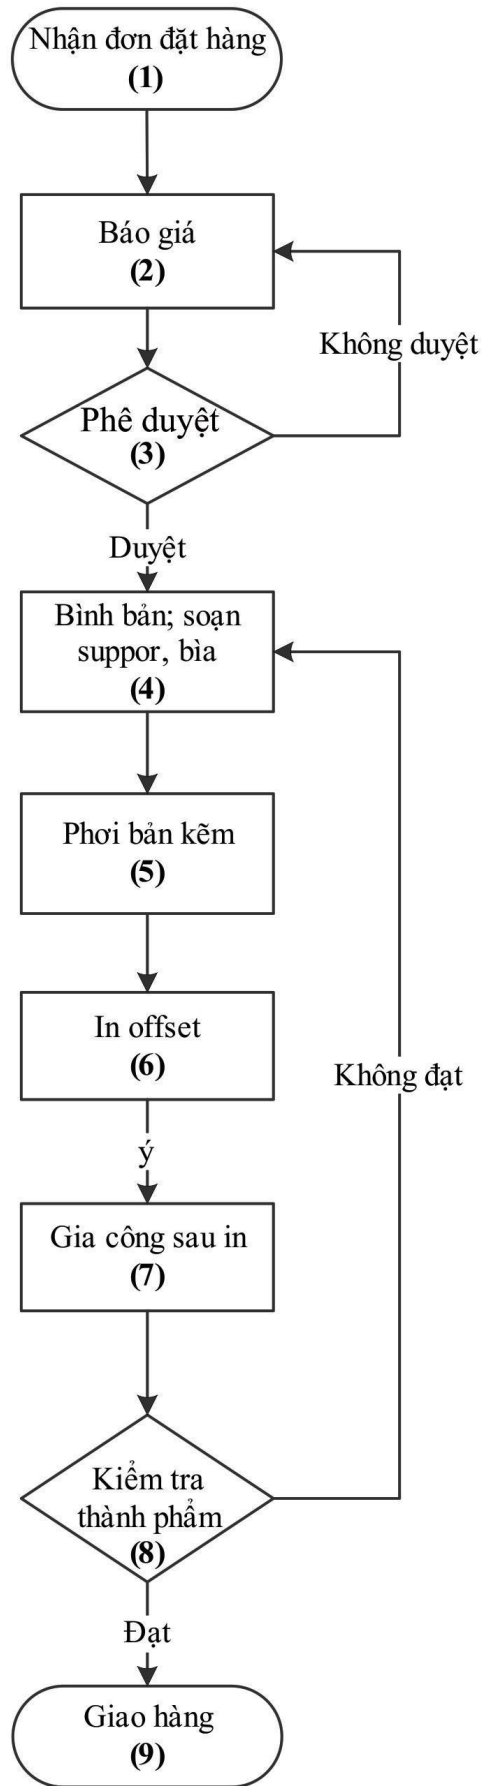 Nhận đơn đặt hàng
(1)
Báo giá
(2)
Không duyệt
Phê duyệt
(3)
Duyệt
Bình bản; soạn
suppor, bìa
(4)
Phơi bản kẽm
(5)
In offset
(6)
Không đạt
ý
Gia công sau in
(7)
Kiểm tra
thành phẩm
(8)
Đạt
Giao hàng
(9)